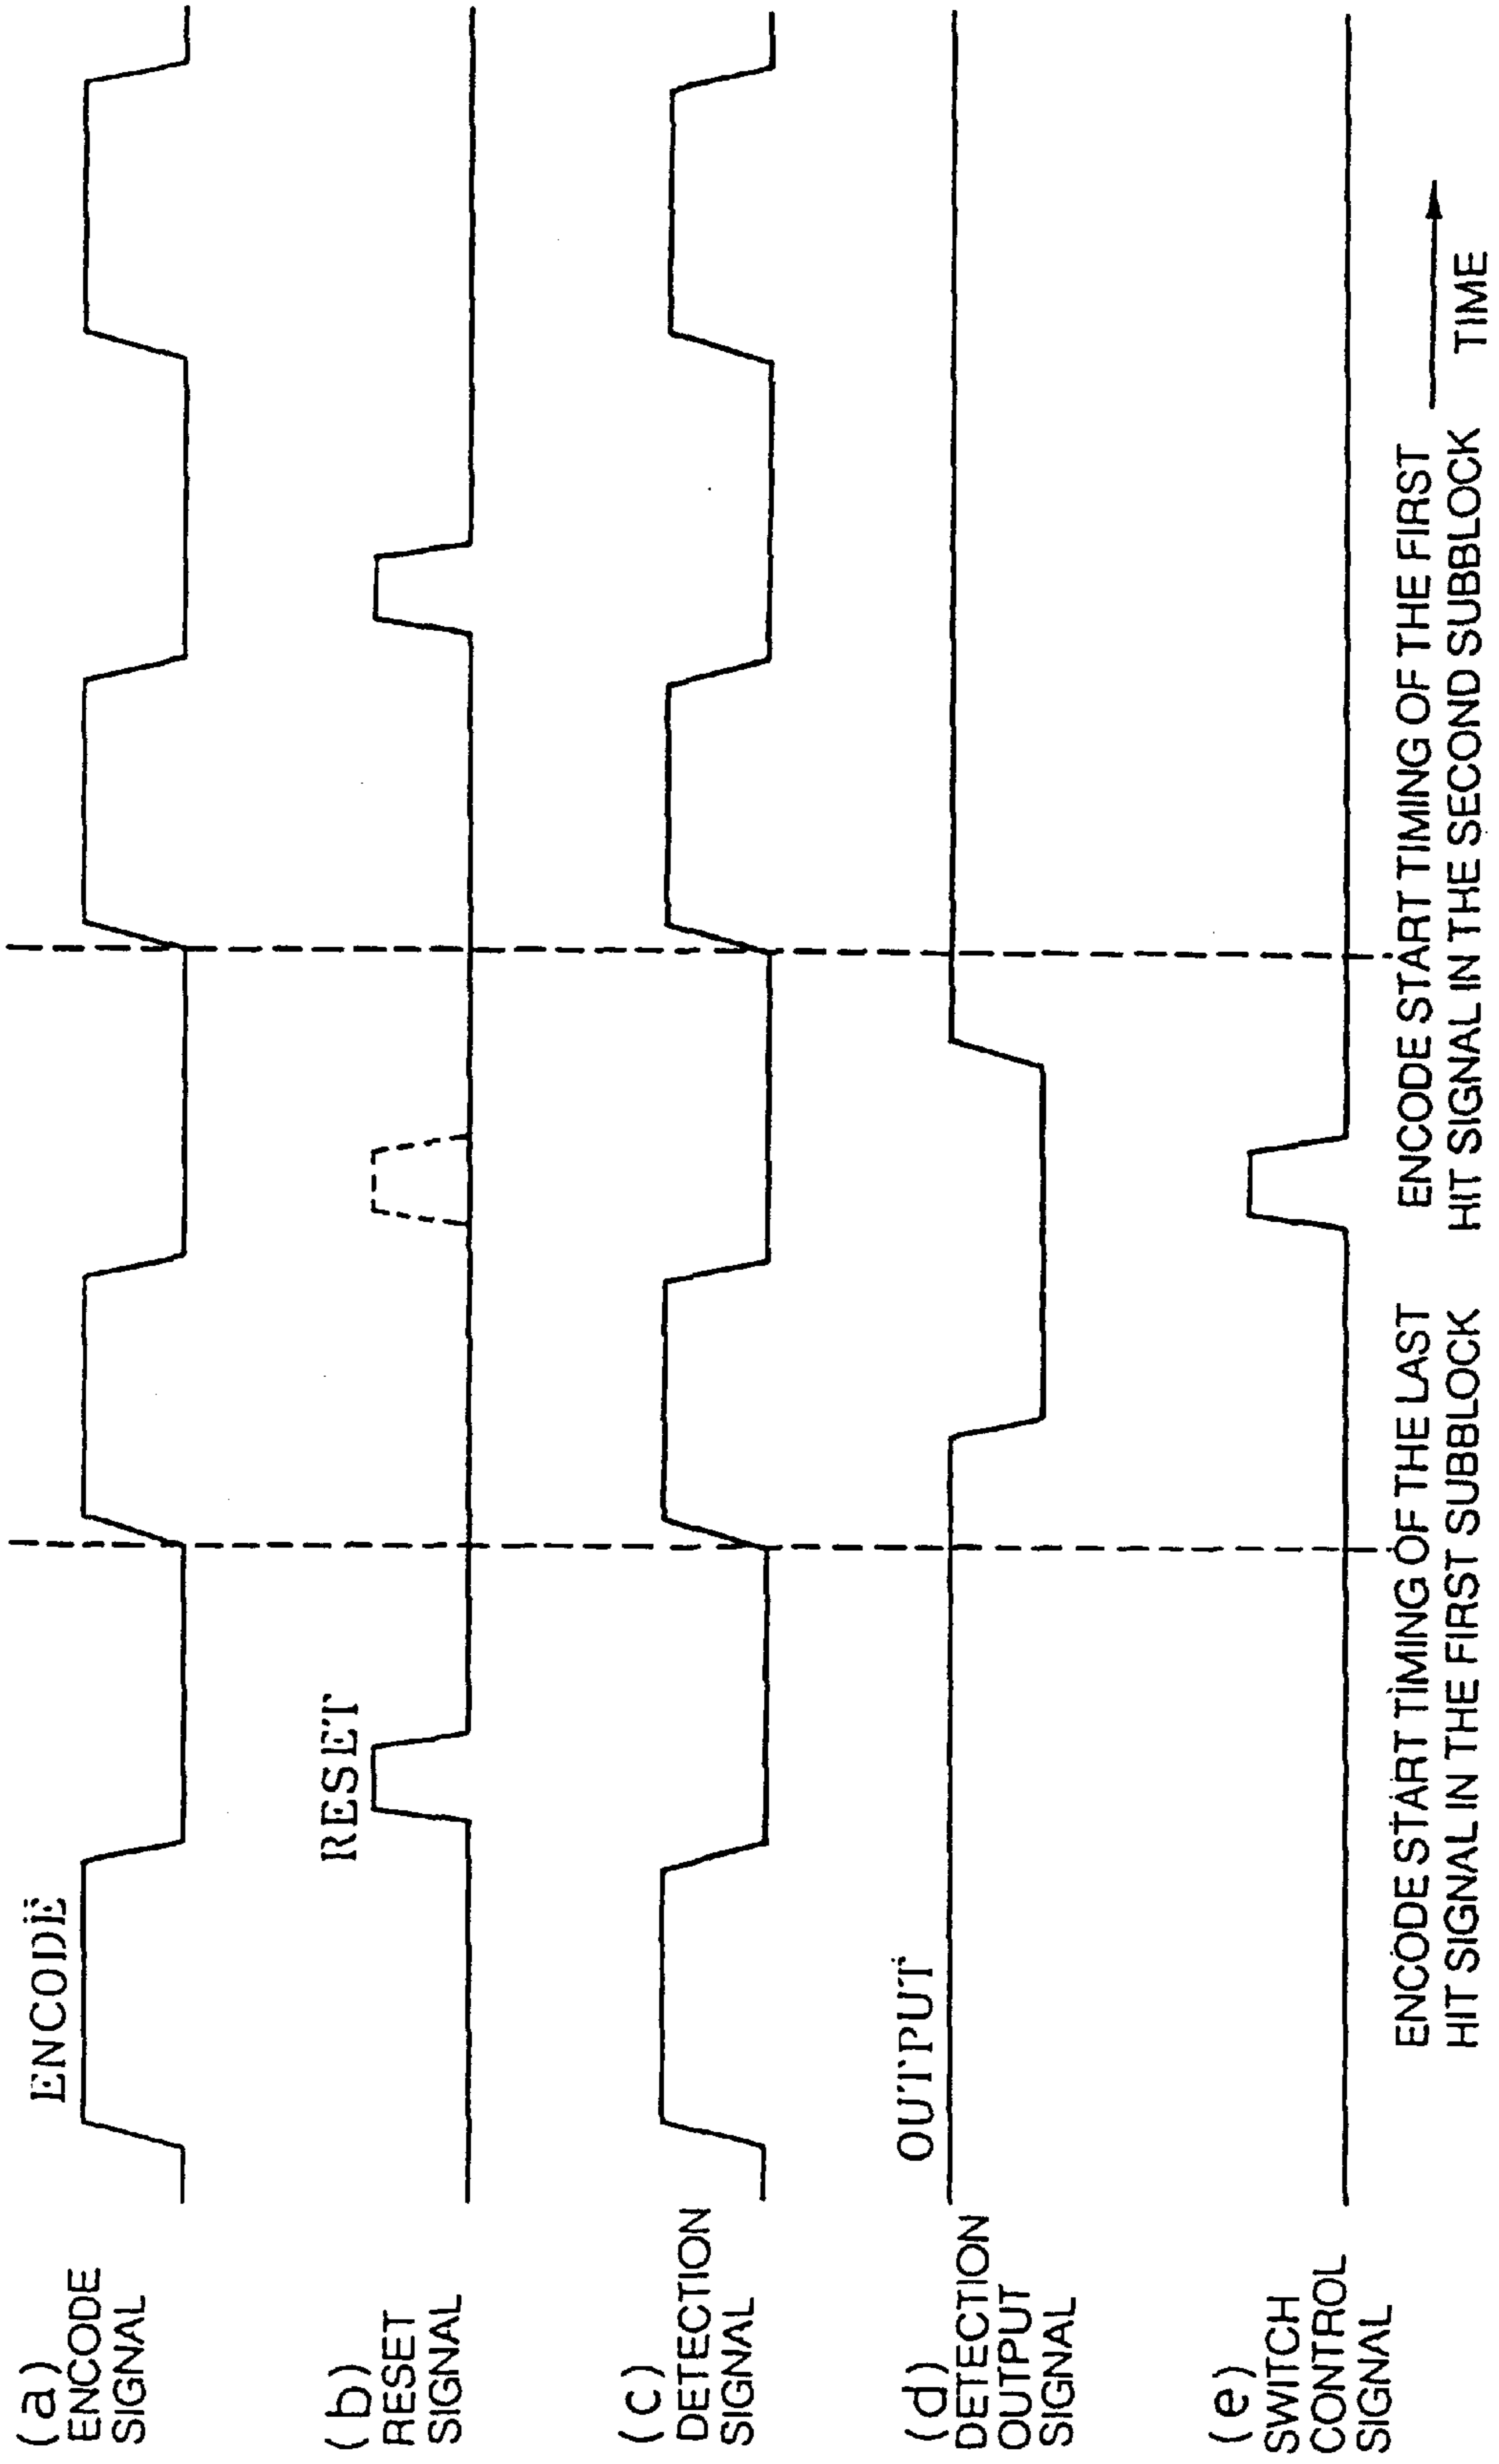 (a)
ENCODE
SIGNAL
ENCODE
(b)
RESET
SIGNAL
RESET
(c)
DETECTION
SIGNAL
(d)
DETECTION
OUTPUT
SIGNAL
OUTPUT
(e)
SWITCH
CONTROL
SIGNAL
ENCODE START TIMING OF THE LAST
HIT SIGNAL IN THE FIRST SUBBLOCK
ENCODE START TIMING OF THE FIRST
HIT SIGNAL IN THE SECOND SUBBLOCK
TIME